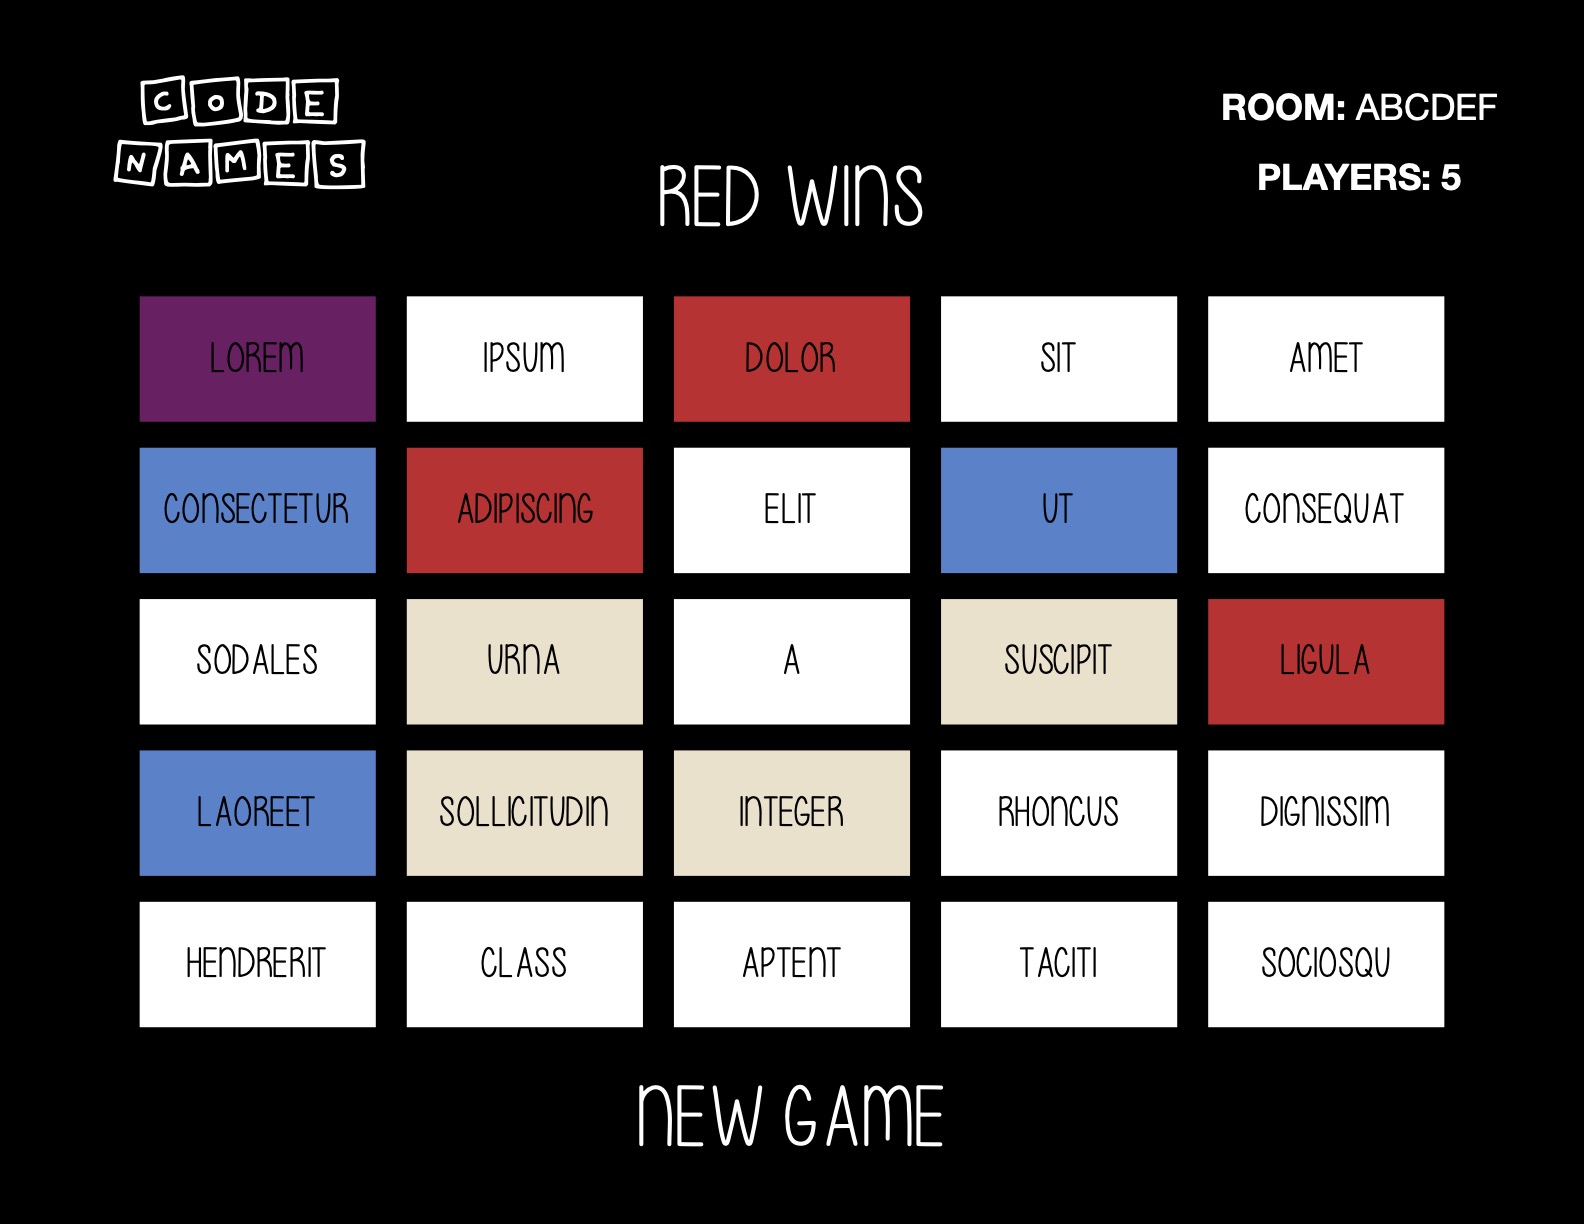 CODE
NAMES
ROOM: ABCDEF
PLAYERS: 5
RED WINS
LOREM IPSUM DOLOR SIT AMET
CONSECTETUR ADIPISCING ELIT UT CONSEQUAT
SODALES URNA A SUSCIPIT LIGULA
LAOREET SOLLICITUDIN INTEGER RHONCUS DIGNISSIM
HENDRERIT CLASS APTENT TACITI SOCIOSQU
NEW GAME